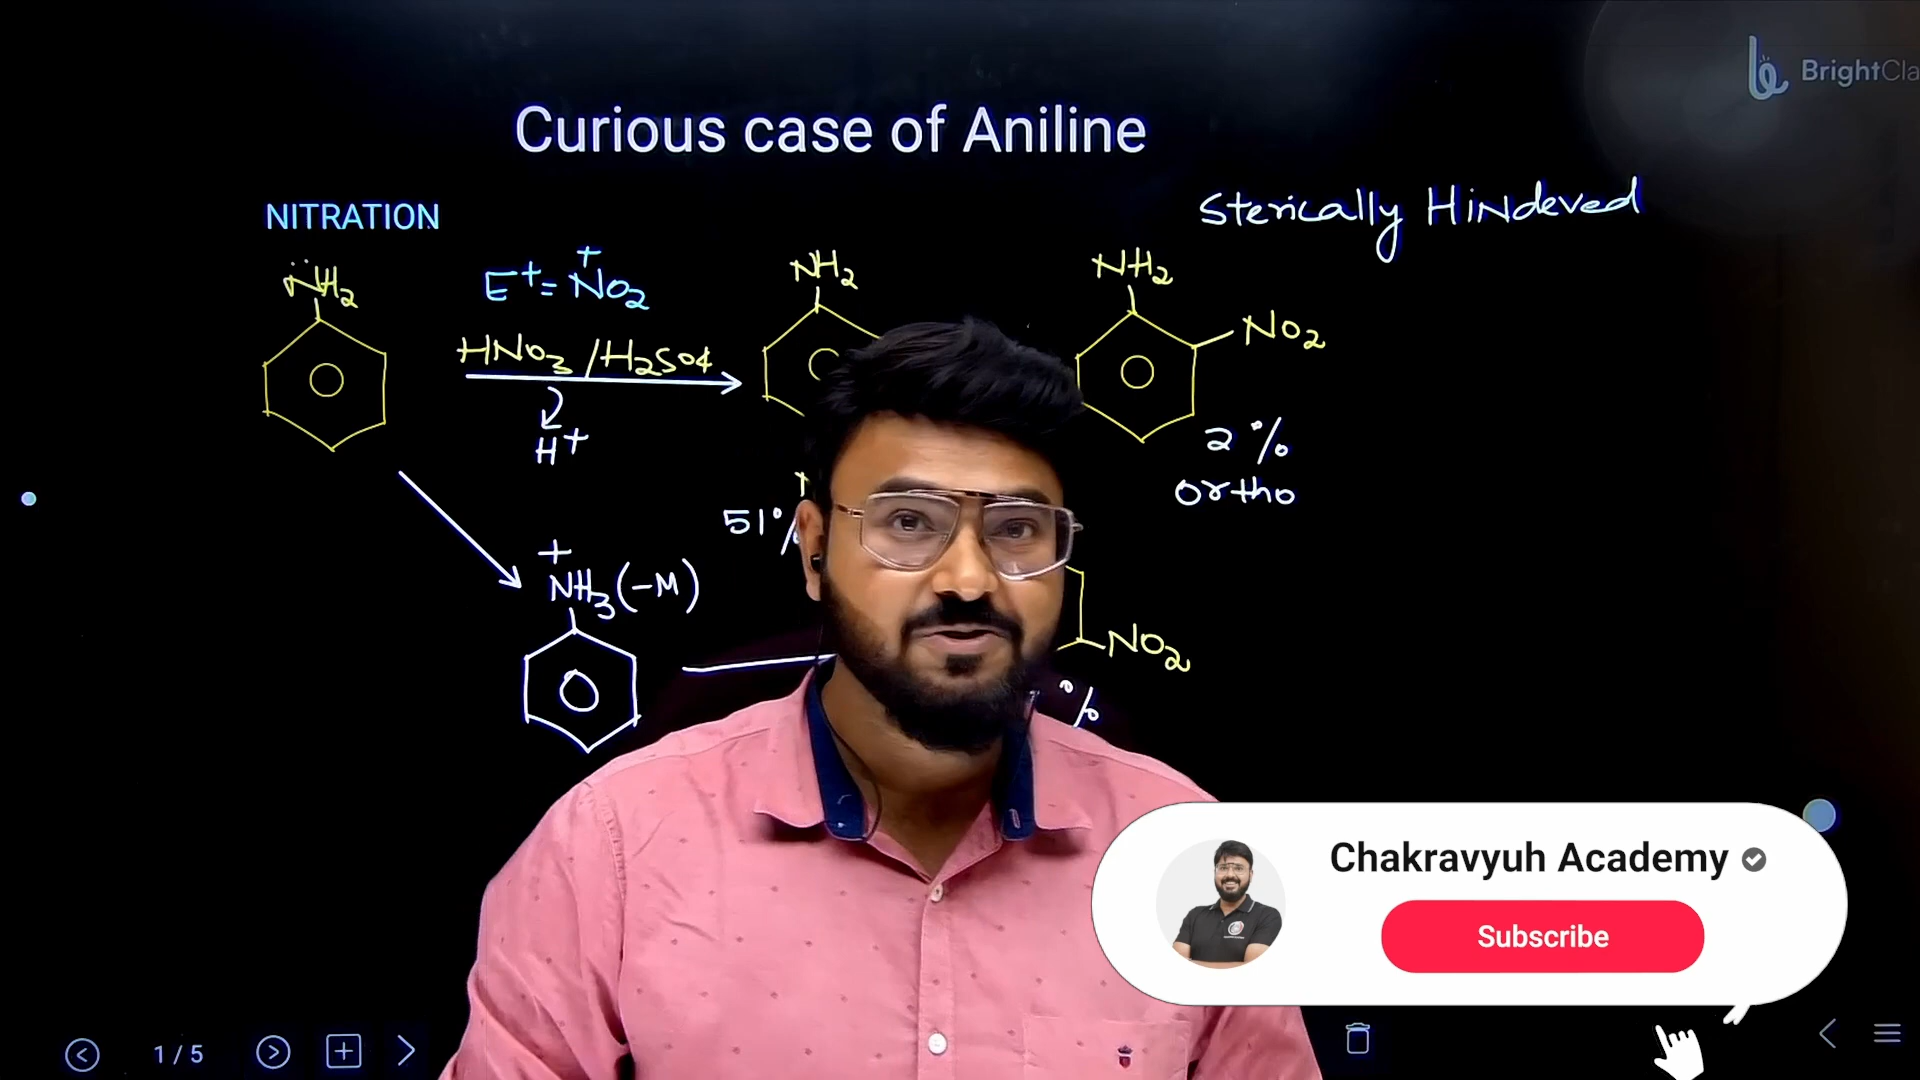 BrightCla
Curious case of Aniline
NITRATION
Sterically Hindeved
NH2
E+ = NO2
+
HNO3 / H2SO4
H+
NH2
NH2
NO2
2 %
ortho
51%
+
NH3 (-M)
NO2
%
Chakravyuh Academy
Subscribe
1 / 5